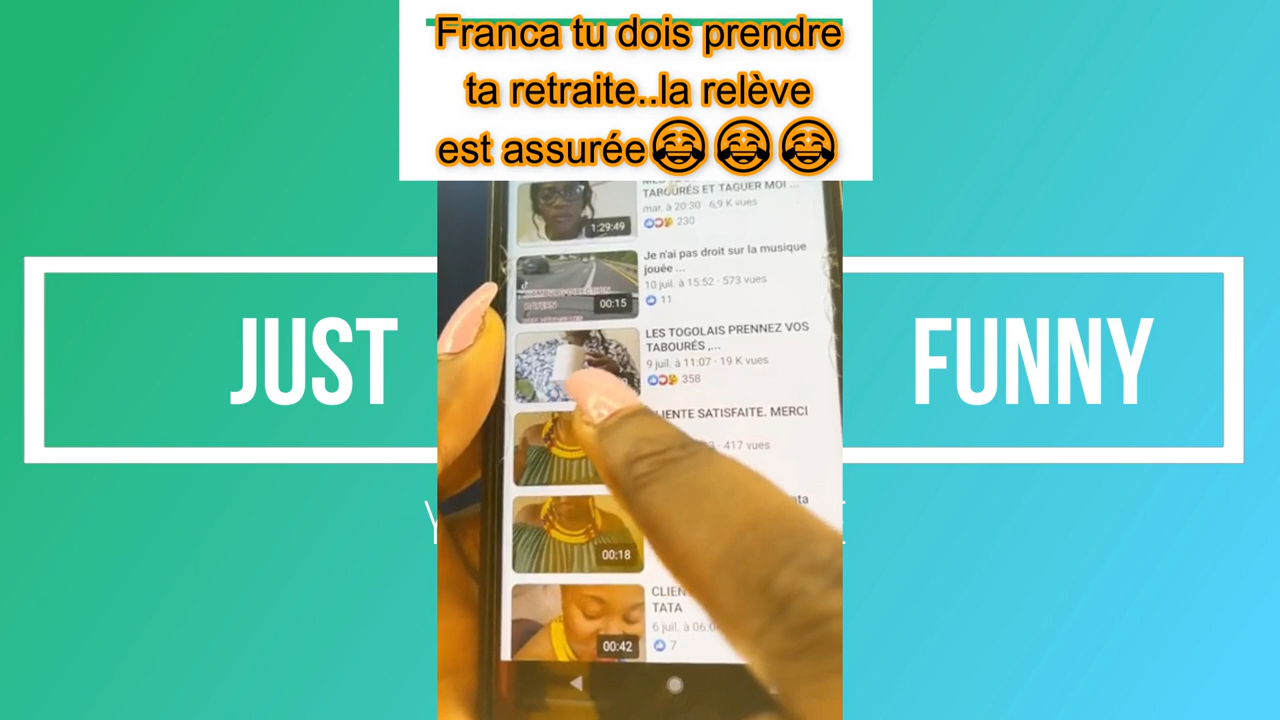 Franca tu dois prendre
ta retraite..la relève
est assurée😂😂😂
JUST
FUNNY
TABOURÉS ET TAGUER MOI ...
mar. à 20:30 · 6,9 K vues
1:29:49
230
Je n'ai pas droit sur la musique
jouée ...
10 juil. à 15:52 · 573 vues
00:15
11
LES TOGOLAIS PRENNEZ VOS
TABOURÉS ,...
9 juil. à 11:07 · 19 K vues
358
SATISFAITE. MERCI
· 417 vues
00:18
TATA
6 juil. à
00:42
7